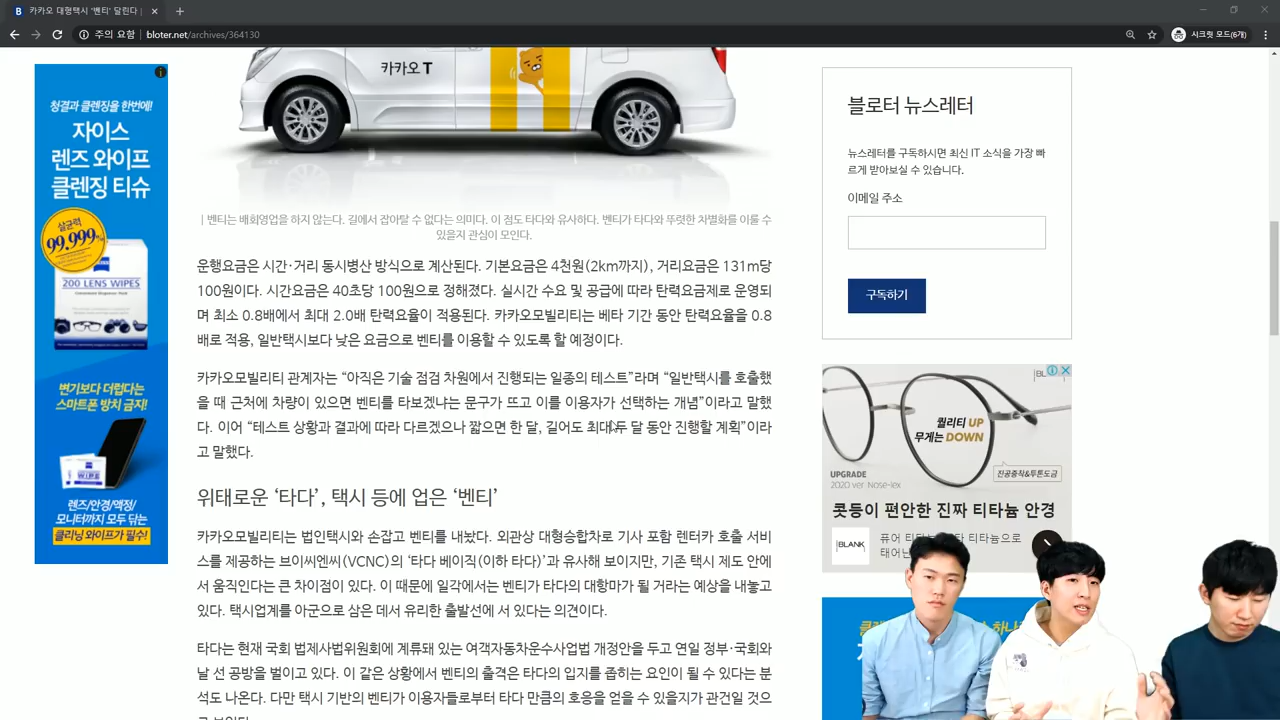 카카오 대형택시 '벤티' 달린다 |
주의 요함 | bloter.net/archives/364130
시크릿 모드(6개)
청결과 클렌징을 한번에!
자이스
렌즈 와이프
클렌징 티슈
살균력
99.999%
ZEISS
200 LENS WIPES
변기보다 더럽다는
스마트폰 방치 금지!
렌즈/안경/액정/
모니터까지 모두 닦는
클리닝 와이프가 필수!
카카오 T
| 벤티는 배회영업을 하지 않는다. 길에서 잡아탈 수 없다는 의미다. 이 점도 타다와 유사하다. 벤티가 타다와 뚜렷한 차별화를 이룰 수
있을지 관심이 모인다.
운행요금은 시간·거리 동시병산 방식으로 계산된다. 기본요금은 4천원(2km까지), 거리요금은 131m당
100원이다. 시간요금은 40초당 100원으로 정해졌다. 실시간 수요 및 공급에 따라 탄력요금제로 운영되
며 최소 0.8배에서 최대 2.0배 탄력요율이 적용된다. 카카오모빌리티는 베타 기간 동안 탄력요율을 0.8
배로 적용, 일반택시보다 낮은 요금으로 벤티를 이용할 수 있도록 할 예정이다.
카카오모빌리티 관계자는 “아직은 기술 점검 차원에서 진행되는 일종의 테스트”라며 “일반택시를 호출했
을 때 근처에 차량이 있으면 벤티를 타보겠냐는 문구가 뜨고 이를 이용자가 선택하는 개념”이라고 말했
다. 이어 “테스트 상황과 결과에 따라 다르겠으나 짧으면 한 달, 길어도 최대 두 달 동안 진행할 계획”이라
고 말했다.
위태로운 ‘타다’, 택시 등에 업은 ‘벤티’
카카오모빌리티는 법인택시와 손잡고 벤티를 내놨다. 외관상 대형승합차로 기사 포함 렌터카 호출 서비
스를 제공하는 브이씨엔씨(VCNC)의 ‘타다 베이직(이하 타다)’과 유사해 보이지만, 기존 택시 제도 안에
서 움직인다는 큰 차이점이 있다. 이 때문에 일각에서는 벤티가 타다의 대항마가 될 거라는 예상을 내놓고
있다. 택시업계를 아군으로 삼은 데서 유리한 출발선에 서 있다는 의견이다.
타다는 현재 국회 법제사법위원회에 계류돼 있는 여객자동차운수사업법 개정안을 두고 연일 정부·국회와
날 선 공방을 벌이고 있다. 이 같은 상황에서 벤티의 출격은 타다의 입지를 좁히는 요인이 될 수 있다는 분
석도 나온다. 다만 택시 기반의 벤티가 이용자들로부터 타다 만큼의 호응을 얻을 수 있을지가 관건일 것으
블로터 뉴스레터
뉴스레터를 구독하시면 최신 IT 소식을 가장 빠
르게 받아보실 수 있습니다.
이메일 주소
구독하기
퀄리티 UP
무게는 DOWN
진공증착&투톤도금
UPGRADE
2020 ver Nose-lex
콧등이 편안한 진짜 티타늄 안경
BLANK
퓨어 티타 티타늄으로
태어난